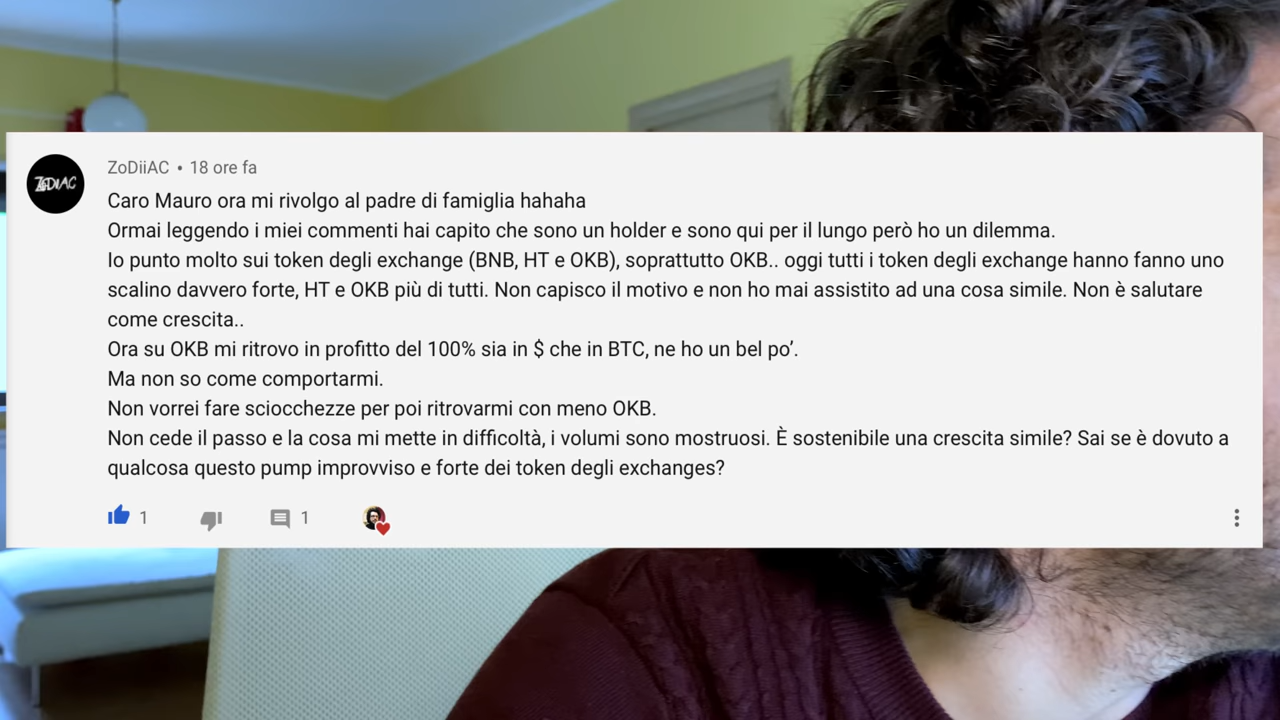 ZODIAC
ZoDiiAC • 18 ore fa
Caro Mauro ora mi rivolgo al padre di famiglia hahaha
Ormai leggendo i miei commenti hai capito che sono un holder e sono qui per il lungo però ho un dilemma.
Io punto molto sui token degli exchange (BNB, HT e OKB), soprattutto OKB.. oggi tutti i token degli exchange hanno fanno uno
scalino davvero forte, HT e OKB più di tutti. Non capisco il motivo e non ho mai assistito ad una cosa simile. Non è salutare
come crescita..
Ora su OKB mi ritrovo in profitto del 100% sia in $ che in BTC, ne ho un bel po’.
Ma non so come comportarmi.
Non vorrei fare sciocchezze per poi ritrovarmi con meno OKB.
Non cede il passo e la cosa mi mette in difficoltà, i volumi sono mostruosi. È sostenibile una crescita simile? Sai se è dovuto a
qualcosa questo pump improvviso e forte dei token degli exchanges?
1 1